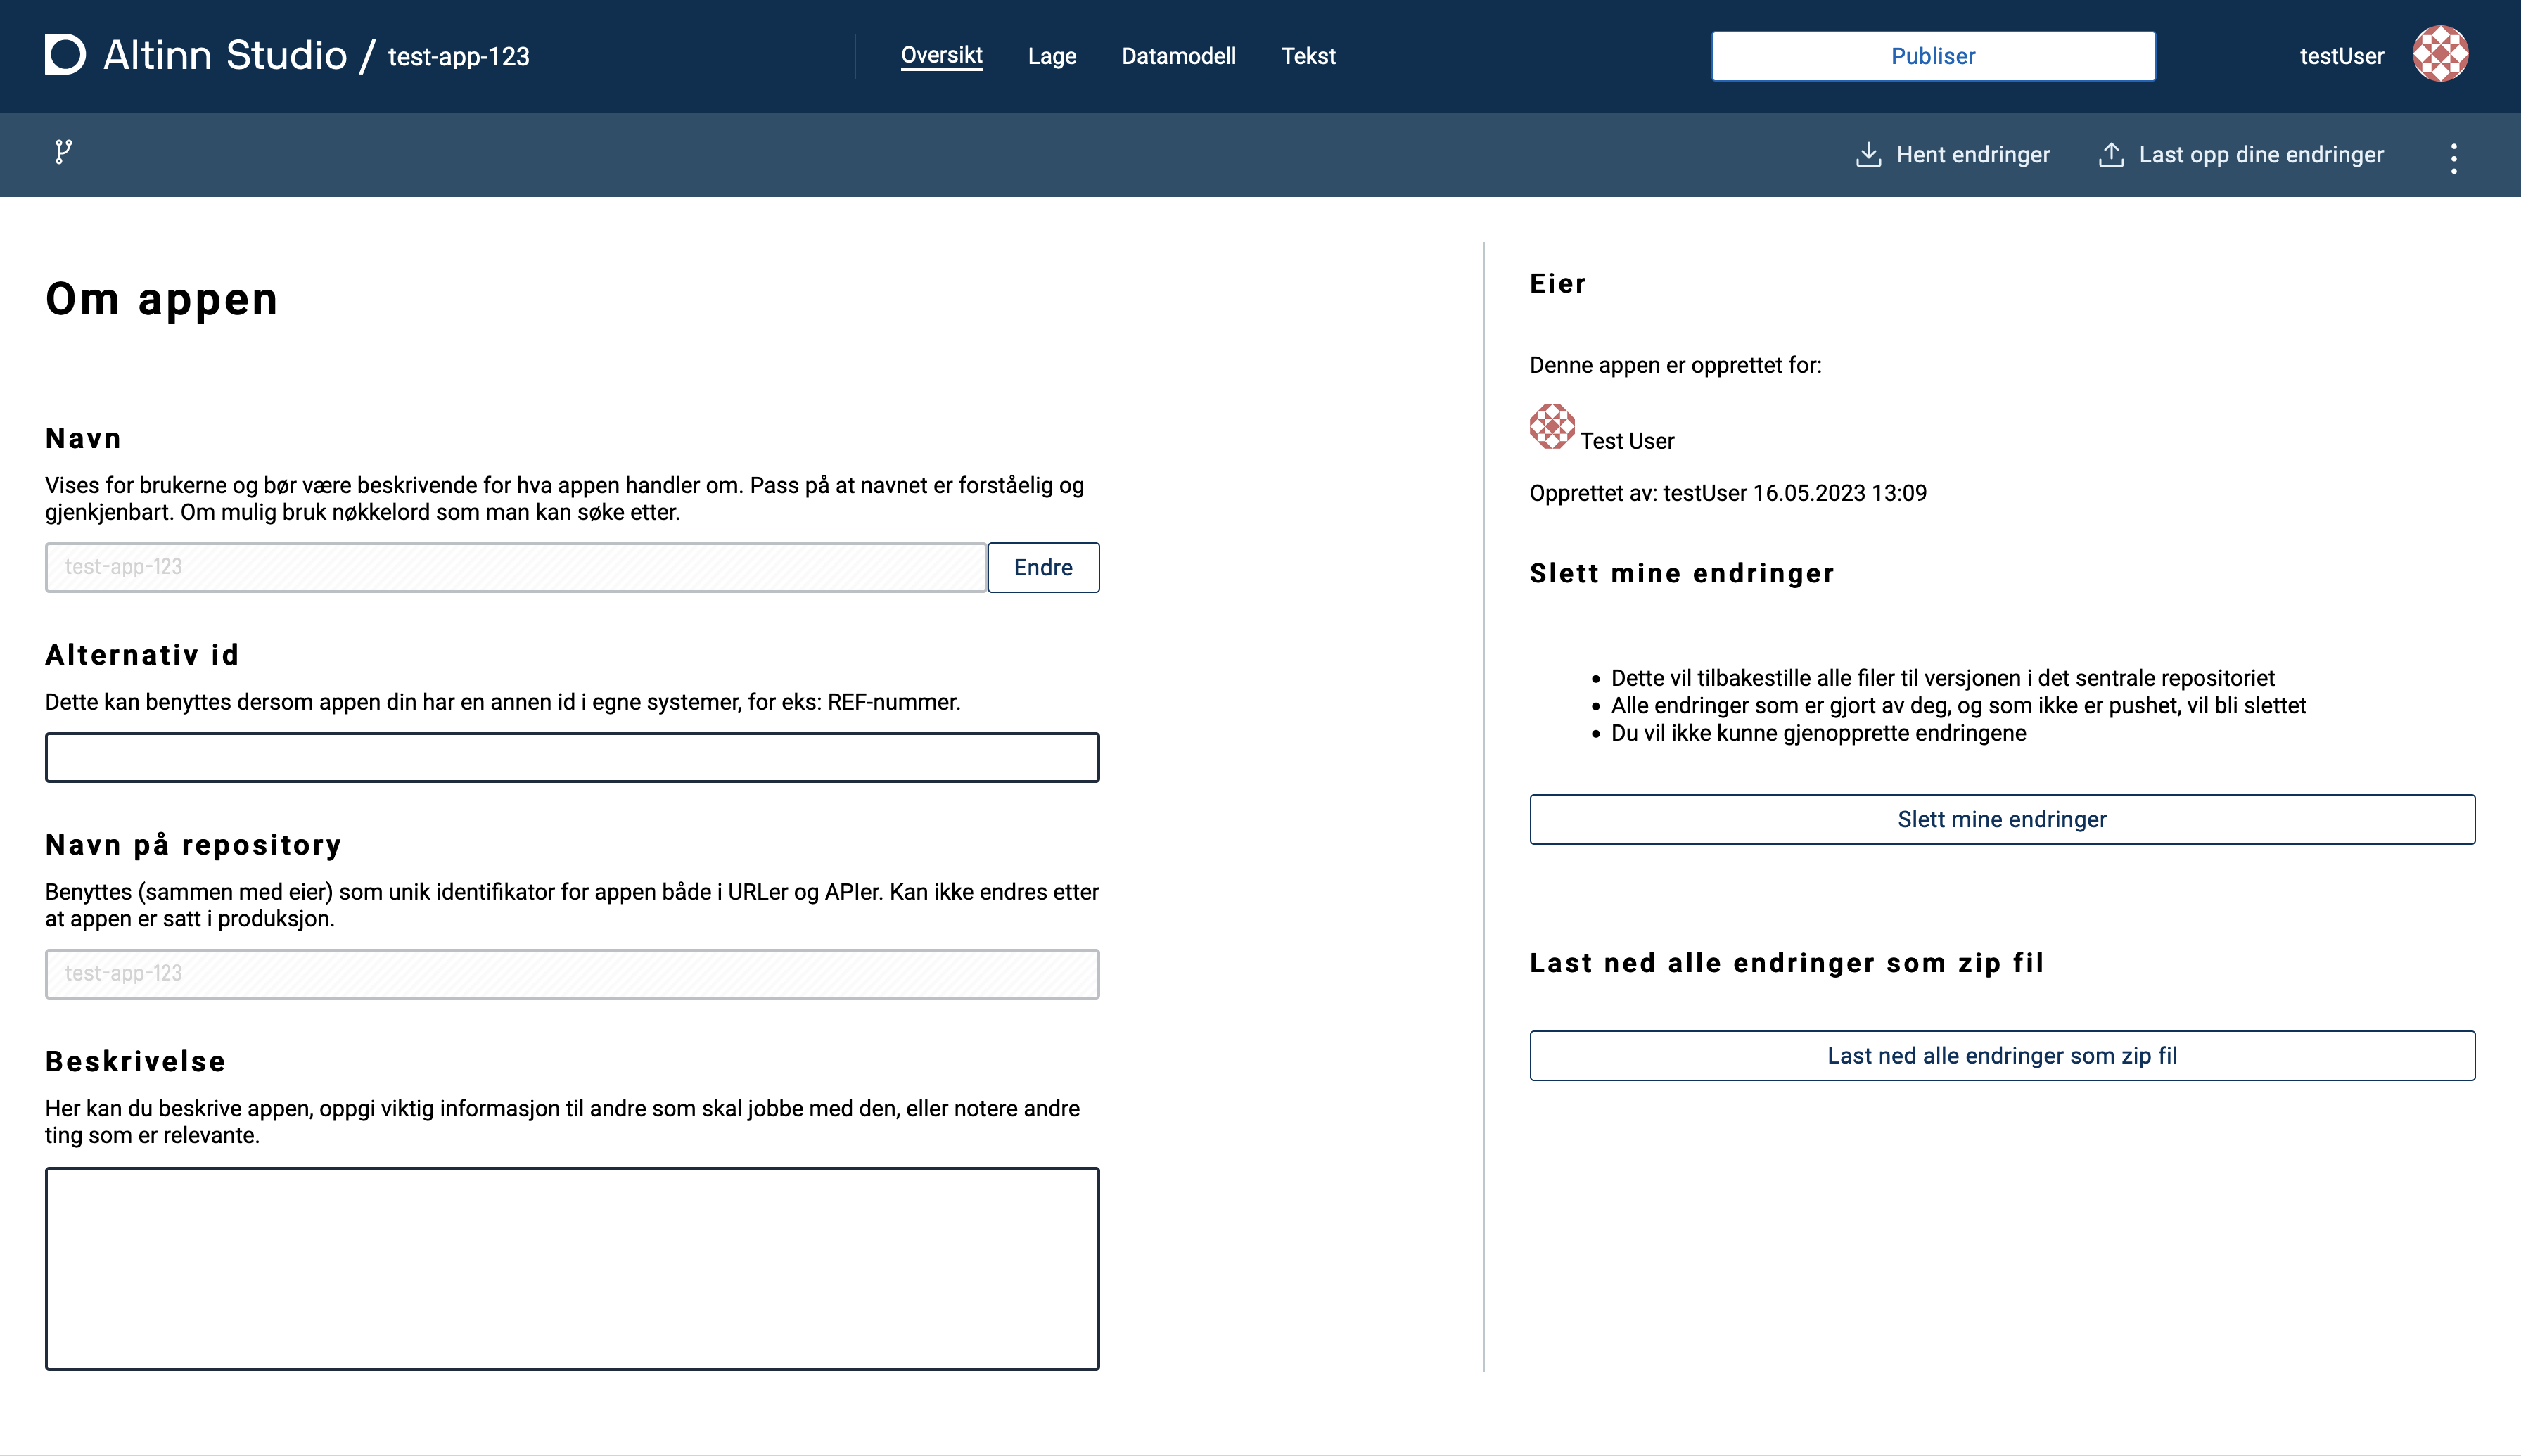 Altinn Studio / test-app-123
Oversikt
Lage
Datamodell
Tekst
Publiser
testUser
Hent endringer
Last opp dine endringer
Om appen
Navn
Vises for brukerne og bør være beskrivende for hva appen handler om. Pass på at navnet er forståelig og
gjenkjenbart. Om mulig bruk nøkkelord som man kan søke etter.
test-app-123
Endre
Alternativ id
Dette kan benyttes dersom appen din har en annen id i egne systemer, for eks: REF-nummer.
Navn på repository
Benyttes (sammen med eier) som unik identifikator for appen både i URLer og APIer. Kan ikke endres etter
at appen er satt i produksjon.
test-app-123
Beskrivelse
Her kan du beskrive appen, oppgi viktig informasjon til andre som skal jobbe med den, eller notere andre
ting som er relevante.
Eier
Denne appen er opprettet for:
Test User
Opprettet av: testUser 16.05.2023 13:09
Slett mine endringer
• Dette vil tilbakestille alle filer til versjonen i det sentrale repositoriet
• Alle endringer som er gjort av deg, og som ikke er pushet, vil bli slettet
• Du vil ikke kunne gjenopprette endringene
Slett mine endringer
Last ned alle endringer som zip fil
Last ned alle endringer som zip fil